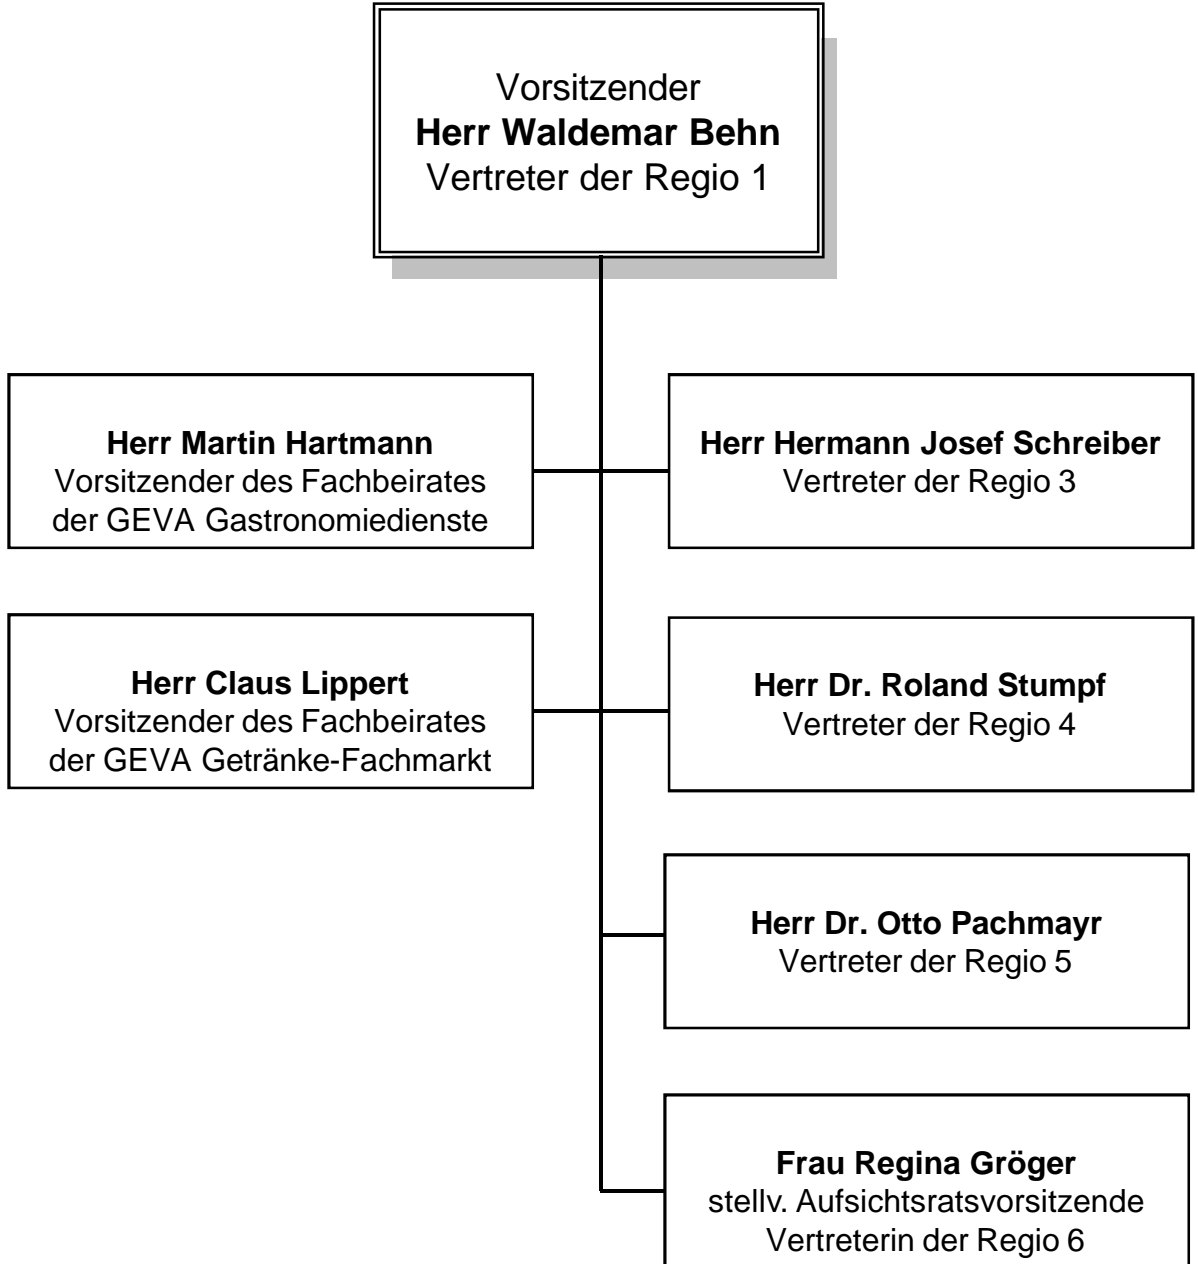 Vorsitzender
Herr Waldemar Behn
Vertreter der Regio 1
Herr Martin Hartmann
Vorsitzender des Fachbeirates
der GEVA Gastronomiedienste
Herr Hermann Josef Schreiber
Vertreter der Regio 3
Herr Claus Lippert
Vorsitzender des Fachbeirates
der GEVA Getränke-Fachmarkt
Herr Dr. Roland Stumpf
Vertreter der Regio 4
Herr Dr. Otto Pachmayr
Vertreter der Regio 5
Frau Regina Gröger
stellv. Aufsichtsratsvorsitzende
Vertreterin der Regio 6